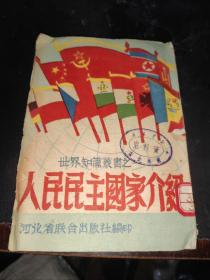 世界知識叢書之
人民民主國家介紹
河北省联合出版社編印